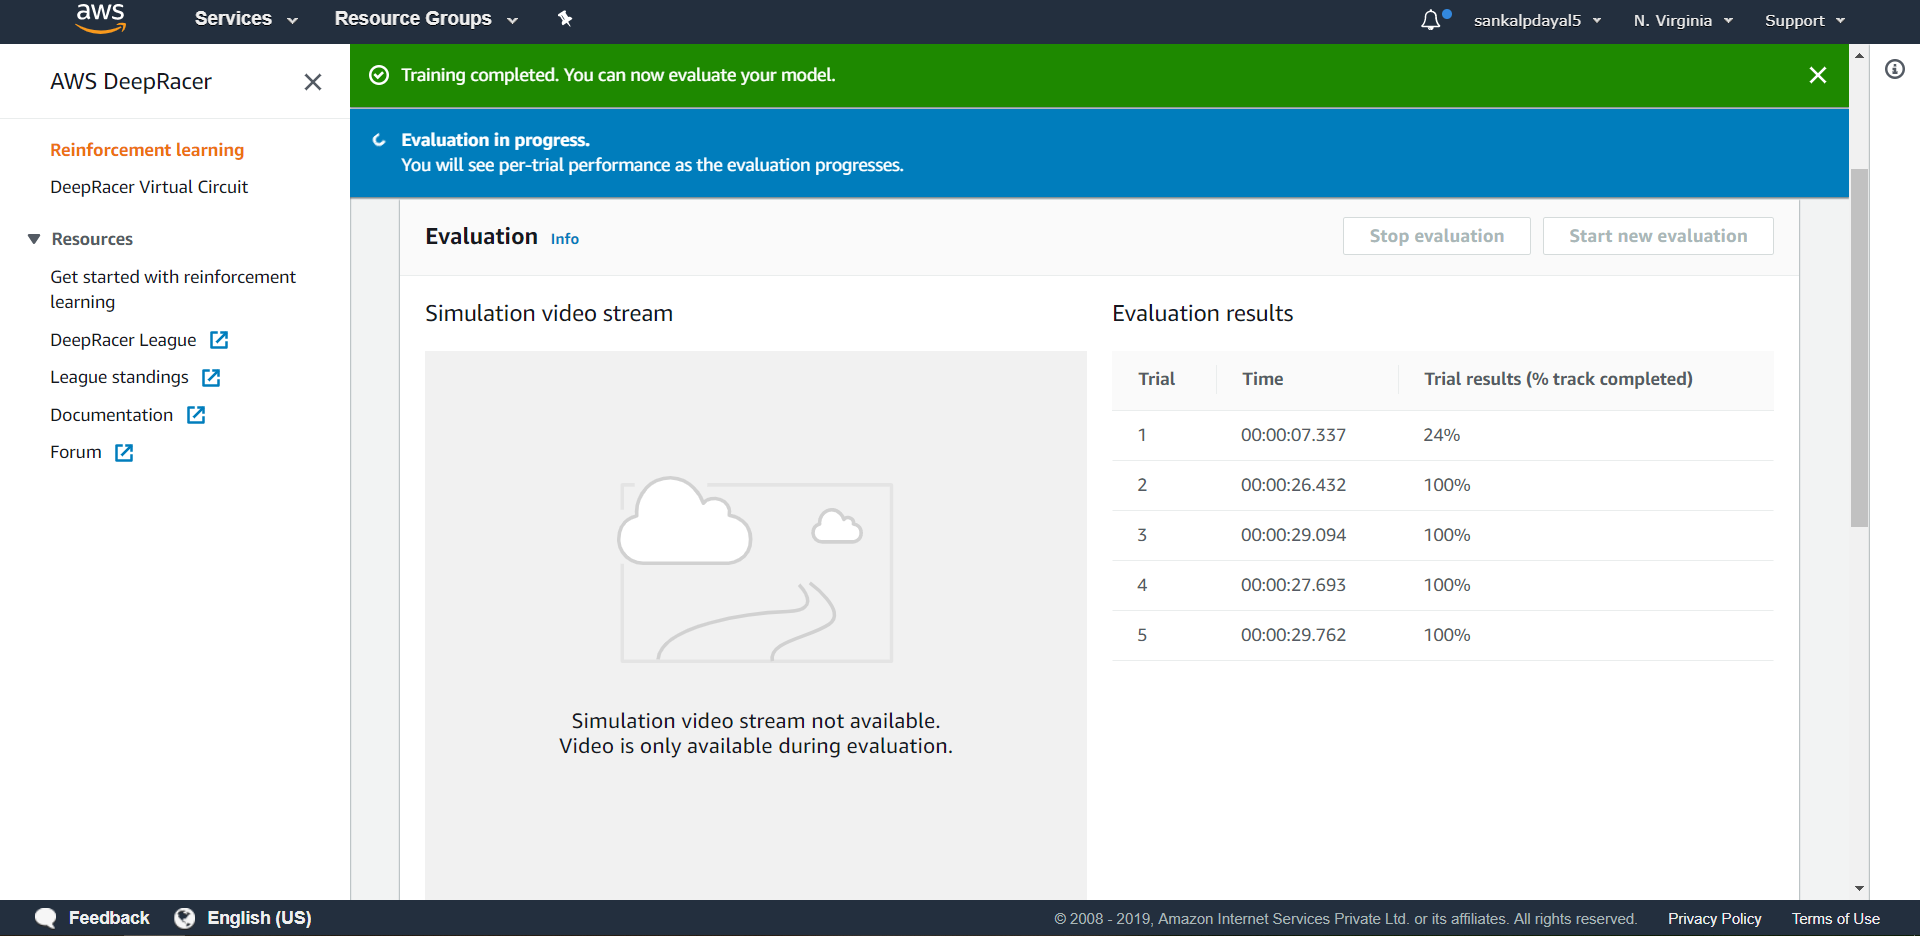 aws
Services
Resource Groups
sankalpdayal5
N. Virginia
Support
AWS DeepRacer
Reinforcement learning
DeepRacer Virtual Circuit
Resources
Get started with reinforcement
learning
DeepRacer League
League standings
Documentation
Forum
Training completed. You can now evaluate your model.
Evaluation in progress.
You will see per-trial performance as the evaluation progresses.
Evaluation Info
Stop evaluation
Start new evaluation
Simulation video stream
Simulation video stream not available.
Video is only available during evaluation.
Evaluation results
Trial Time Trial results (% track completed)
1 00:00:07.337 24%
2 00:00:26.432 100%
3 00:00:29.094 100%
4 00:00:27.693 100%
5 00:00:29.762 100%
Feedback
English (US)
© 2008 - 2019, Amazon Internet Services Private Ltd. or its affiliates. All rights reserved.
Privacy Policy
Terms of Use